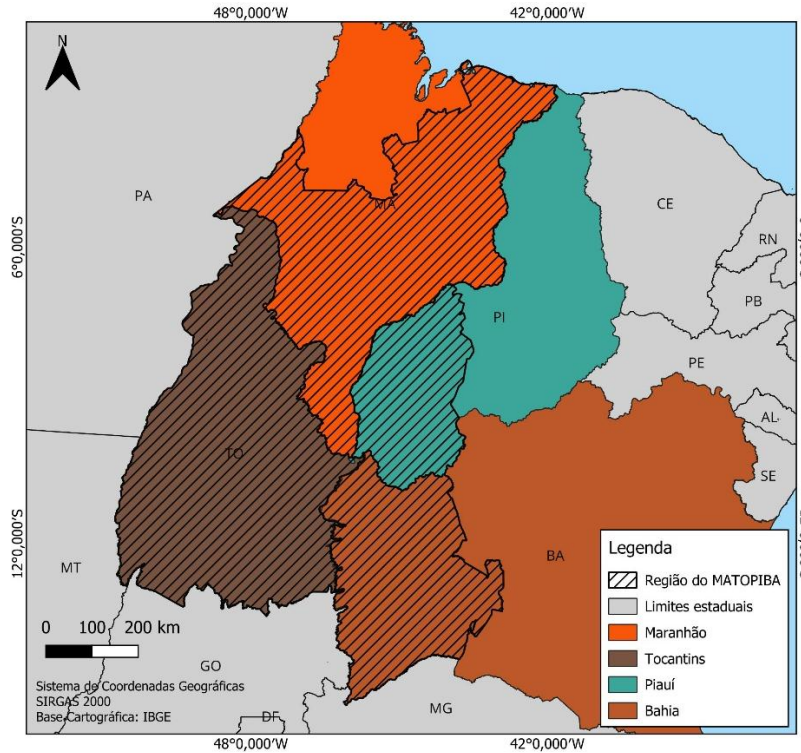 48°0,000'W 42°0,000'W
N
PA
MA
CE
RN
6°0,000'S
PI
PB
PE
AL
TO
SE
12°0,000'S
MT
BA
Legenda
Região do MATOPIBA
Limites estaduais
Maranhão
Tocantins
Piauí
Bahia
0 100 200 km
GO
Sistema de Coordenadas Geográficas
SIRGAS 2000
Base Cartográfica: IBGE
DF
MG
48°0,000'W 42°0,000'W